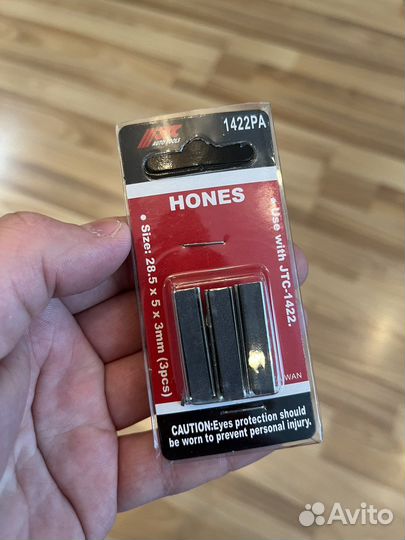 1422PA
JTC
AUTO TOOLS
HONES
• Size: 28.5 x 5 x 3mm (3pcs)
• Use with JTC-1422.
WAN
CAUTION:Eyes protection should
be worn to prevent personal injury.
Avito